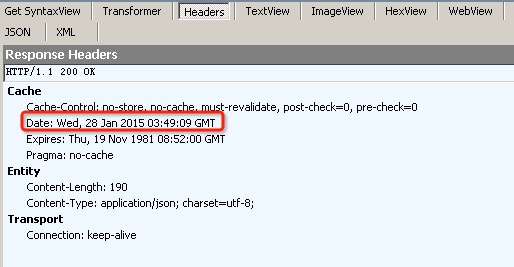 Get SyntaxView Transformer Headers TextView ImageView HexView WebView
JSON XML
Response Headers
HTTP/1.1 200 OK
Cache
Cache-Control: no-store, no-cache, must-revalidate, post-check=0, pre-check=0
Date: Wed, 28 Jan 2015 03:49:09 GMT
Expires: Thu, 19 Nov 1981 08:52:00 GMT
Pragma: no-cache
Entity
Content-Length: 190
Content-Type: application/json; charset=utf-8;
Transport
Connection: keep-alive